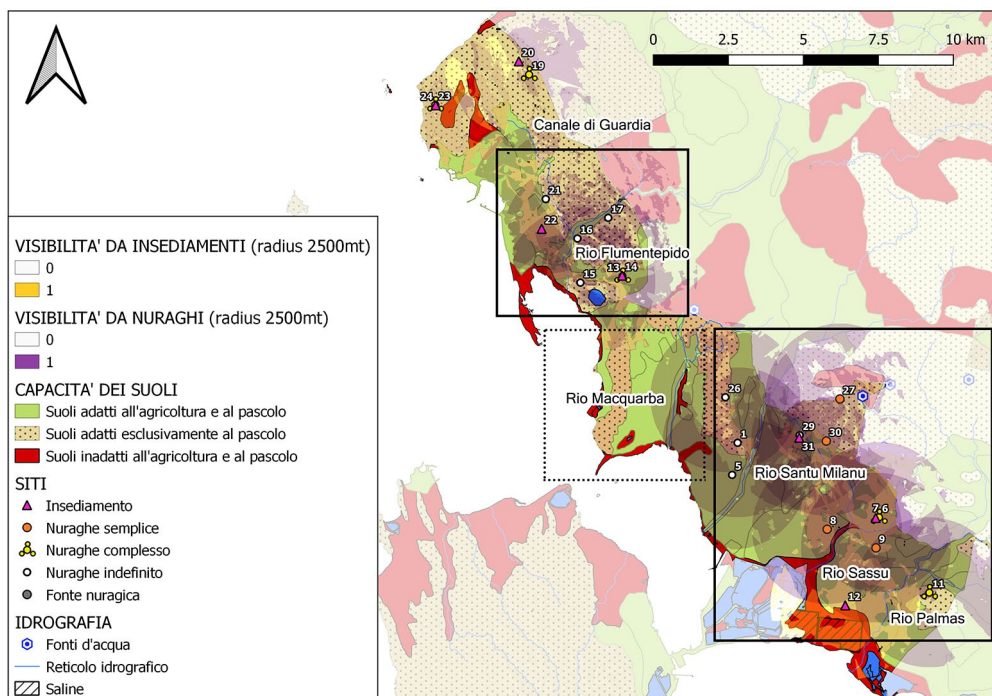 20
19
24 23
0 2.5 5 7.5 10 km
Canale di Guardia
21
22
17
16
Rio Flumentepido
13 14
15
Rio Macquarba
26
27
29
30
31
1
5
Rio Santu Milanu
7 6
8
9
Rio Sassu
11
12
Rio Palmas
VISIBILITA' DA INSEDIAMENTI (radius 2500mt)
0
1
VISIBILITA' DA NURAGHI (radius 2500mt)
0
1
CAPACITA' DEI SUOLI
Suoli adatti all'agricoltura e al pascolo
Suoli adatti esclusivamente al pascolo
Suoli inadatti all'agricoltura e al pascolo
SITI
Insediamento
Nuraghe semplice
Nuraghe complesso
Nuraghe indefinito
Fonte nuragica
IDROGRAFIA
Fonti d'acqua
Reticolo idrografico
Saline